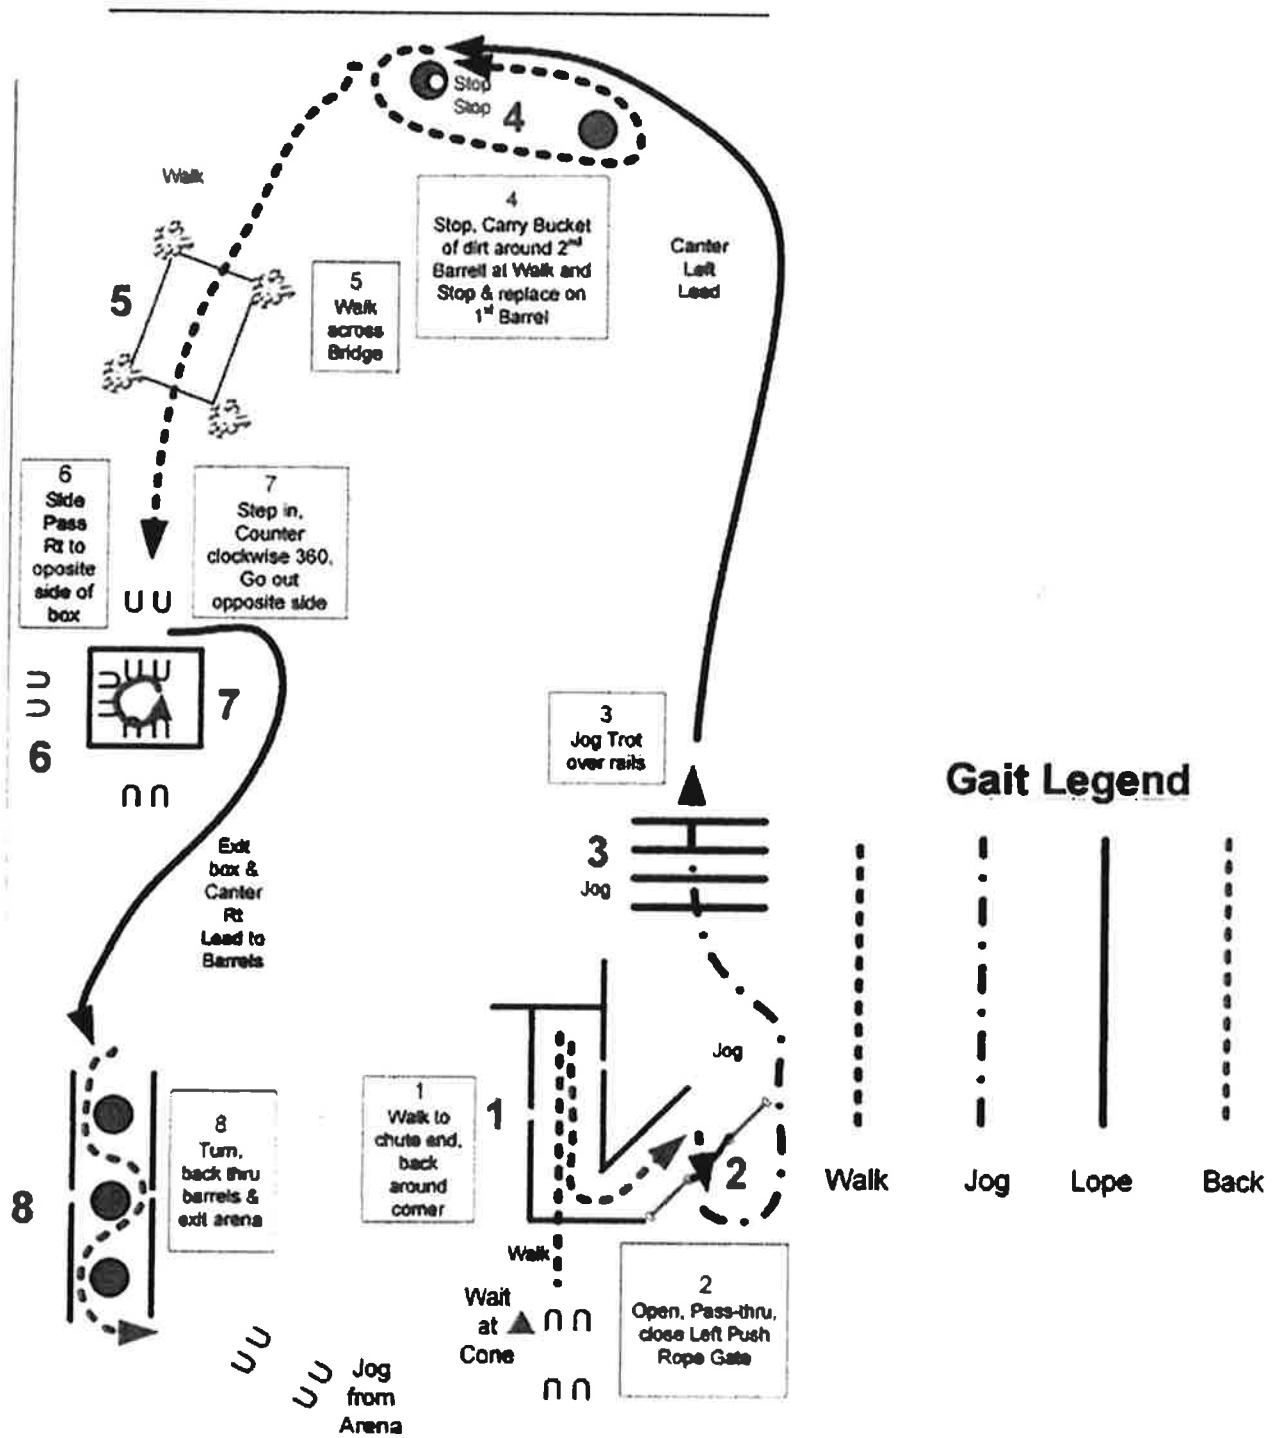 Stop
Stop
4
Walk
4
Stop, Carry Bucket
of dirt around 2nd
Barrell at Walk and
Stop & replace on
1st Barrel
Canter
Left
Lead
5
5
Walk
across
Bridge
6
Side
Pass
Rt to
oposite
side of
box
7
Step in,
Counter
clockwise 360,
Go out
opposite side
7
6
3
Jog Trot
over rails
3
Jog
Gait Legend
Walk
Jog
Lope
Back
Exit
box &
Canter
Rt
Lead to
Barrels
Jog
1
Walk to
chute end,
back
around
corner
1
2
8
Turn,
back thru
barrels &
exit arena
8
Walk
Wait
at
Cone
2
Open, Pass-thru,
close Left Push
Rope Gate
Jog
from
Arena